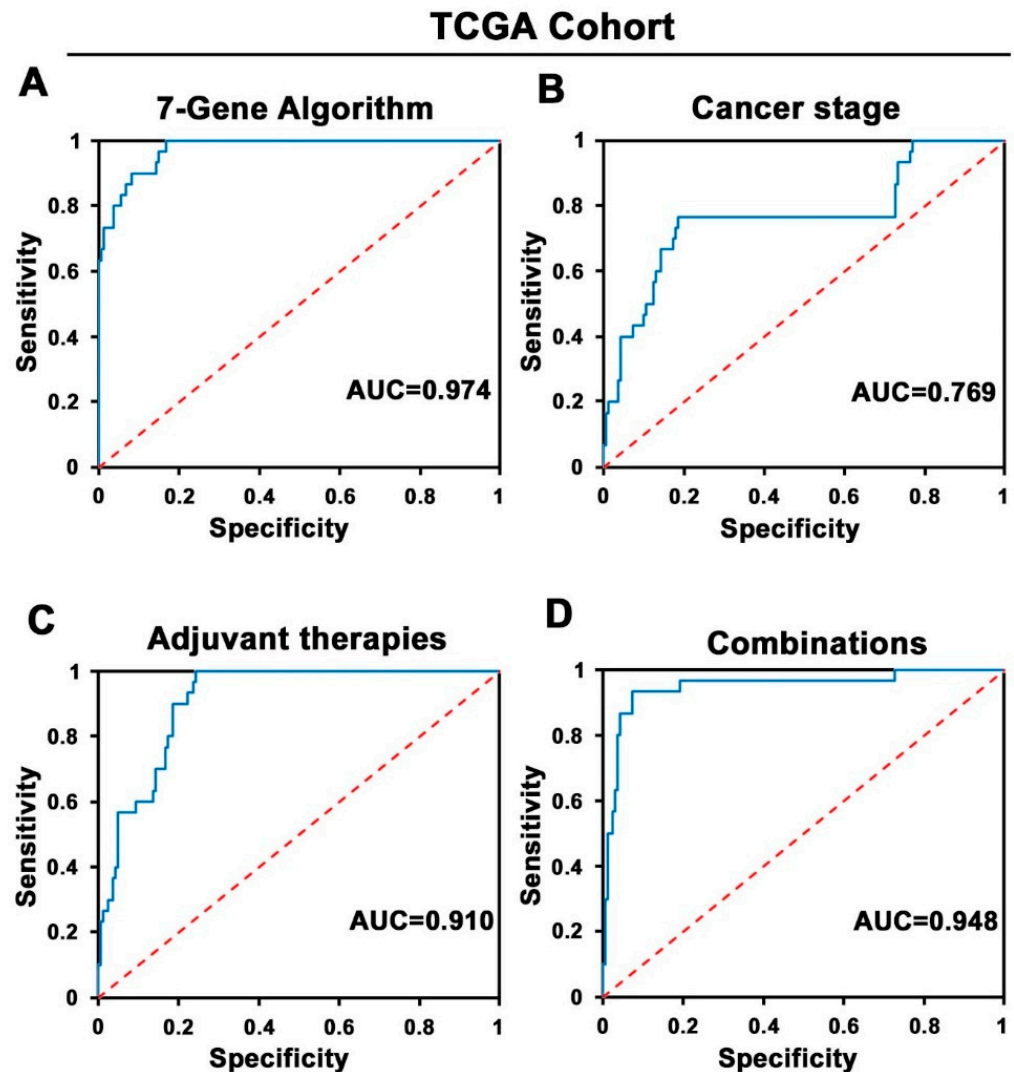 TCGA Cohort
A
7-Gene Algorithm
1
0.8
0.6
0.4
0.2
0
Sensitivity
AUC=0.974
0 0.2 0.4 0.6 0.8 1
Specificity
B
Cancer stage
1
0.8
0.6
0.4
0.2
0
Sensitivity
AUC=0.769
0 0.2 0.4 0.6 0.8 1
Specificity
C
Adjuvant therapies
1
0.8
0.6
0.4
0.2
0
Sensitivity
AUC=0.910
0 0.2 0.4 0.6 0.8 1
Specificity
D
Combinations
1
0.8
0.6
0.4
0.2
0
Sensitivity
AUC=0.948
0 0.2 0.4 0.6 0.8 1
Specificity